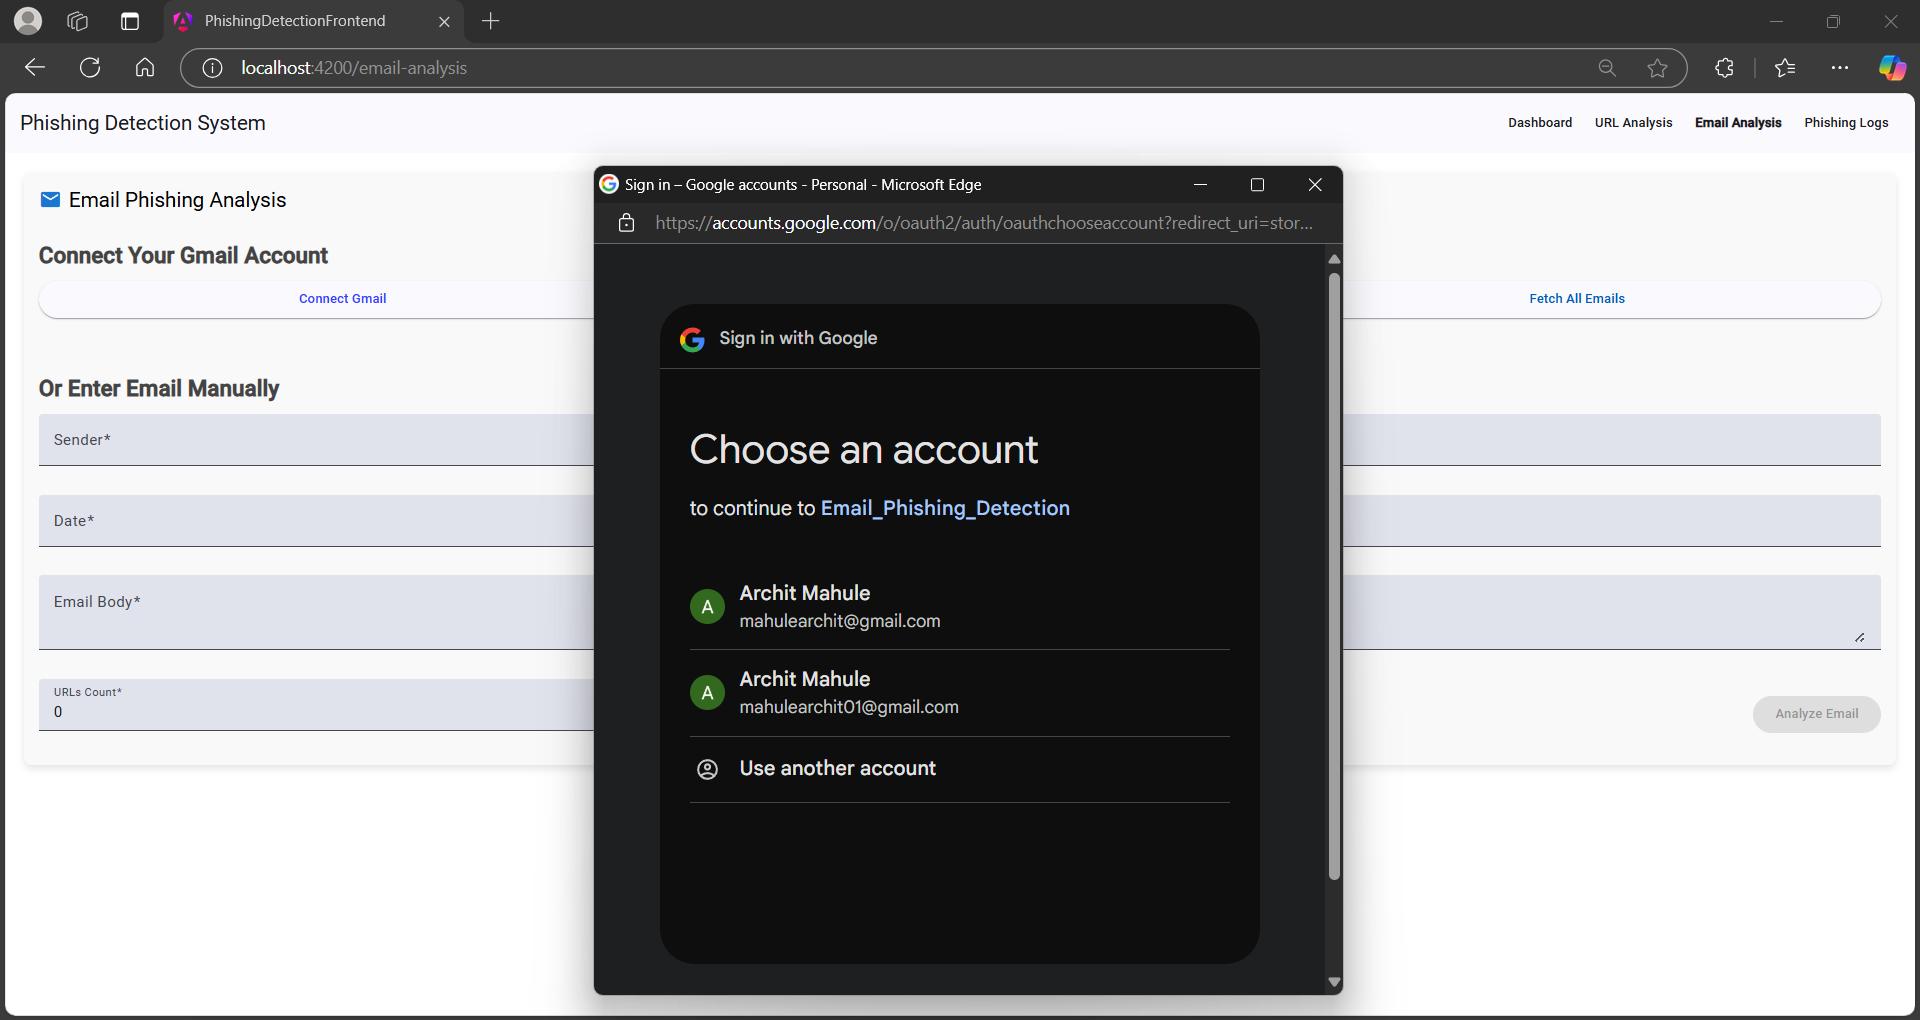 PhishingDetectionFrontend
localhost:4200/email-analysis
Phishing Detection System
Dashboard
URL Analysis
Email Analysis
Phishing Logs
Email Phishing Analysis
Connect Your Gmail Account
Connect Gmail
Fetch All Emails
Or Enter Email Manually
Sender*
Date*
Email Body*
URLs Count*
0
Analyze Email
Sign in – Google accounts - Personal - Microsoft Edge
https://accounts.google.com/o/oauth2/auth/oauthchooseaccount?redirect_uri=stor...
Sign in with Google
Choose an account
to continue to Email_Phishing_Detection
A
Archit Mahule
mahulearchit@gmail.com
A
Archit Mahule
mahulearchit01@gmail.com
Use another account